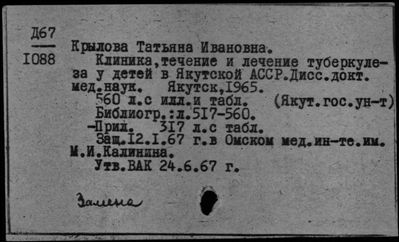 Д67
1088
Крылова Татьяна Ивановна.
Клиника,течение и лечение туберкуле-
за у детей в Якутской АССР.Дисс.докт.
мед.наук. Якутск,1965.
560 л.с илл.и табл. (Якут.гос.ун-т)
Библиогр.:л.517-560.
-Прил. 317 л.с табл.
Защ.12.1.67 г.в Омском мед.ин-те.им.
М.И.Калинина.
Утв.ВАК 24.6.67 г.
Замена